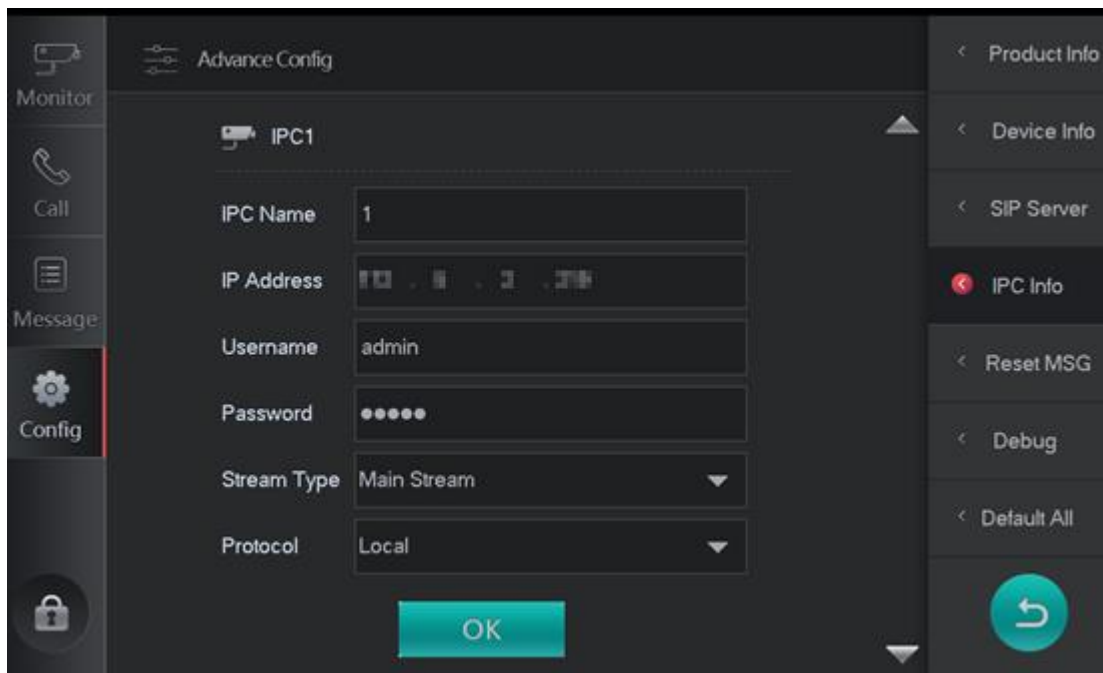 Monitor
Call
Message
Config
Advance Config
IPC1
IPC Name 1
IP Address
Username admin
Password
Stream Type Main Stream
Protocol Local
OK
Product Info
Device Info
SIP Server
IPC Info
Reset MSG
Debug
Default All